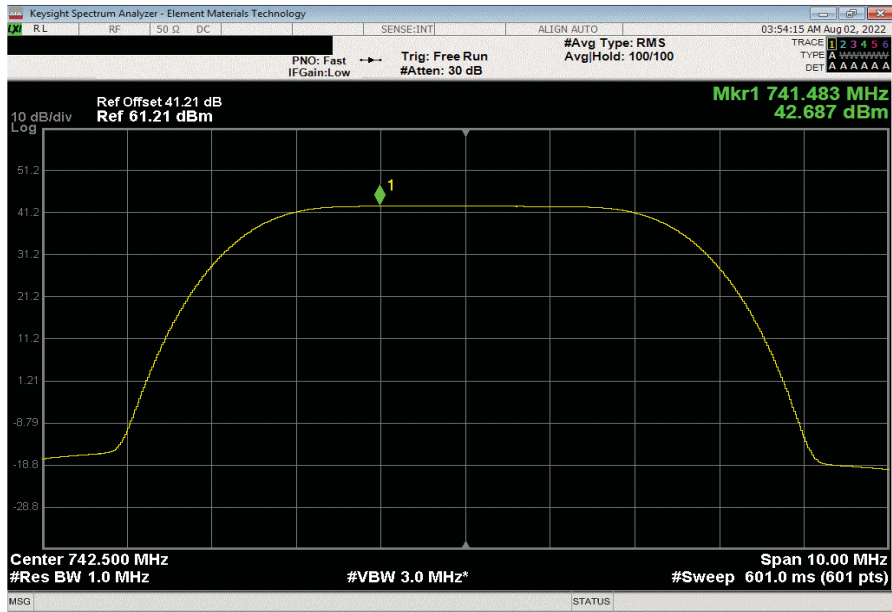 Keysight Spectrum Analyzer - Element Materials Technology
LXI RL RF 50 Ω DC SENSE:INT ALIGN AUTO 03:54:15 AM Aug 02, 2022
#Avg Type: RMS TRACE 1 2 3 4 5 6
PNO: Fast Trig: Free Run Avg|Hold: 100/100 TYPE A WWWWW
IFGain:Low #Atten: 30 dB DET A A A A A A
Mkr1 741.483 MHz
Ref Offset 41.21 dB
10 dB/div Ref 61.21 dBm 42.687 dBm
Log
51.2
1
41.2
31.2
21.2
11.2
1.21
-8.79
-18.8
-28.8
Center 742.500 MHz Span 10.00 MHz
#Res BW 1.0 MHz #VBW 3.0 MHz* #Sweep 601.0 ms (601 pts)
MSG STATUS